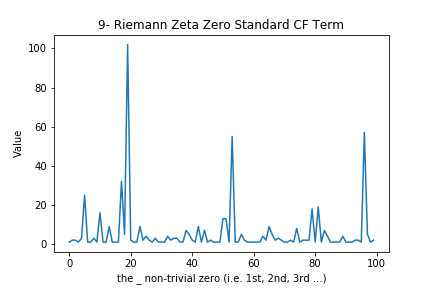 9- Riemann Zeta Zero Standard CF Term
100
80
60
40
20
0
Value
0 20 40 60 80 100
the _ non-trivial zero (i.e. 1st, 2nd, 3rd ...)